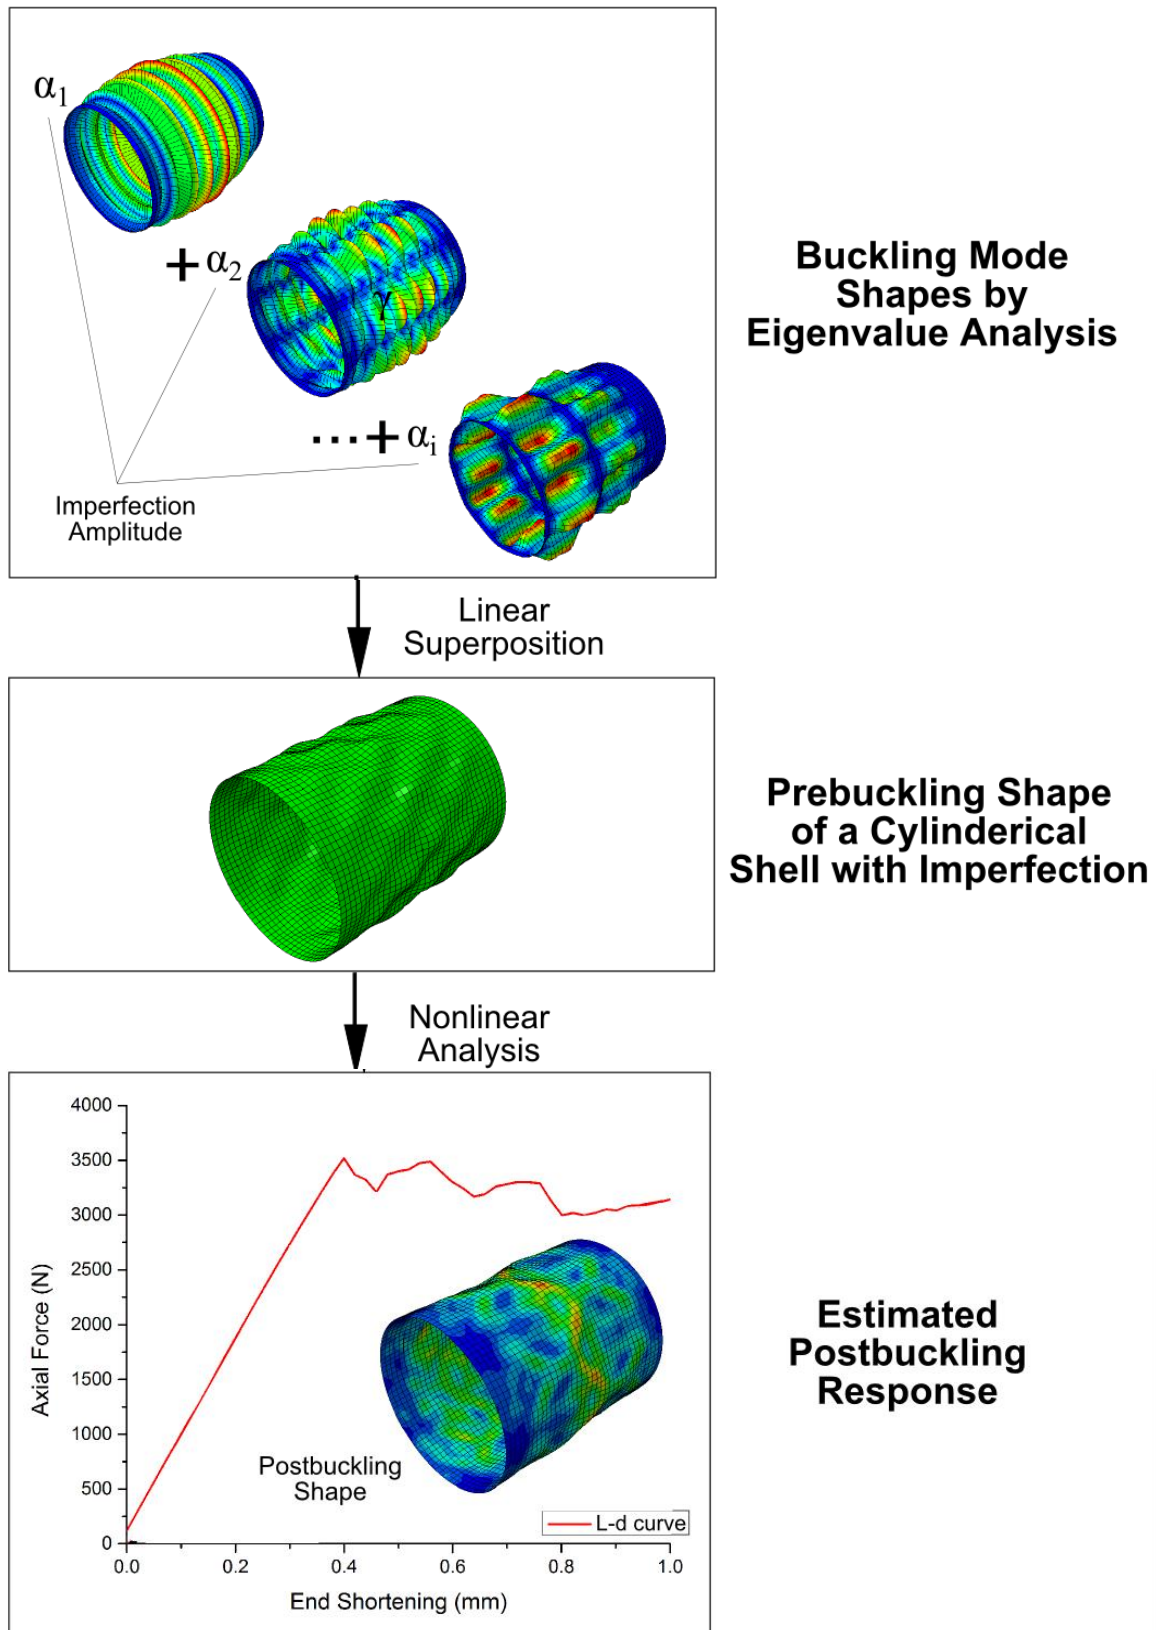 α1
+ α2
γ
...+ αi
Imperfection
Amplitude
Buckling Mode
Shapes by
Eigenvalue Analysis
Linear
Superposition
Prebuckling Shape
of a Cylinderical
Shell with Imperfection
Nonlinear
Analysis
4000
3500
3000
2500
2000
1500
1000
500
0
Axial Force (N)
Postbuckling
Shape
L-d curve
0.0 0.2 0.4 0.6 0.8 1.0
End Shortening (mm)
Estimated
Postbuckling
Response